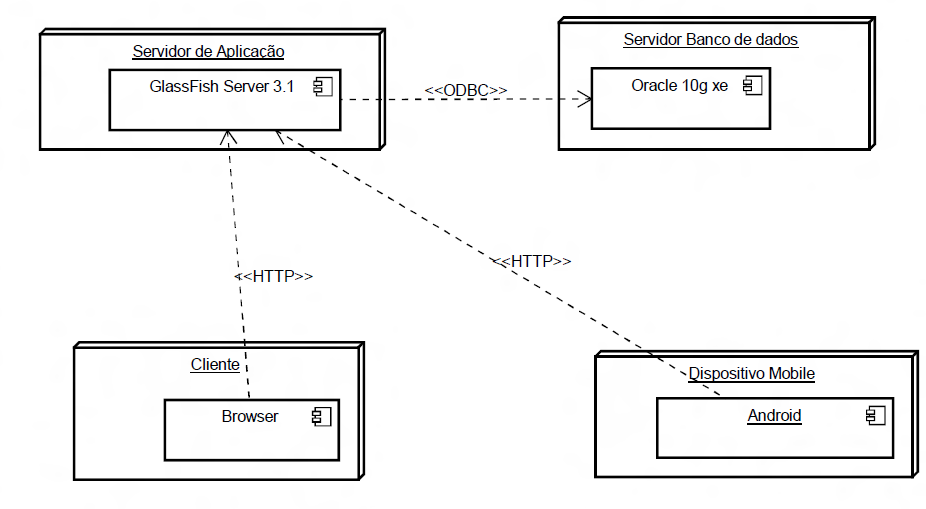 Servidor de Aplicação
GlassFish Server 3.1
<<ODBC>>
Servidor Banco de dados
Oracle 10g xe
<<HTTP>>
<<HTTP>>
Cliente
Browser
Dispositivo Mobile
Android